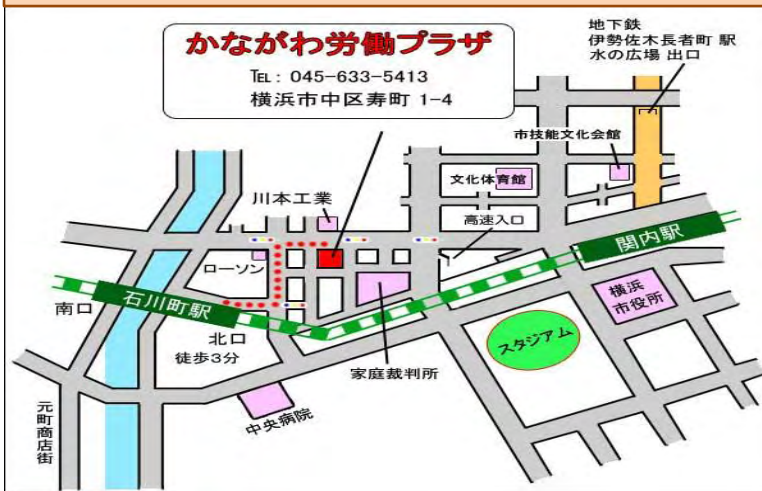 かながわ労働プラザ
TEL: 045-633-5413
横浜市中区寿町 1-4
地下鉄
伊勢佐木長者町 駅
水の広場 出口
市技能文化会館
文化体育館
川本工業
高速入口
関内駅
ローソン
石川町駅
南口
北口
徒歩3分
横浜
市役所
スタジアム
家庭裁判所
中央病院
元町商店街